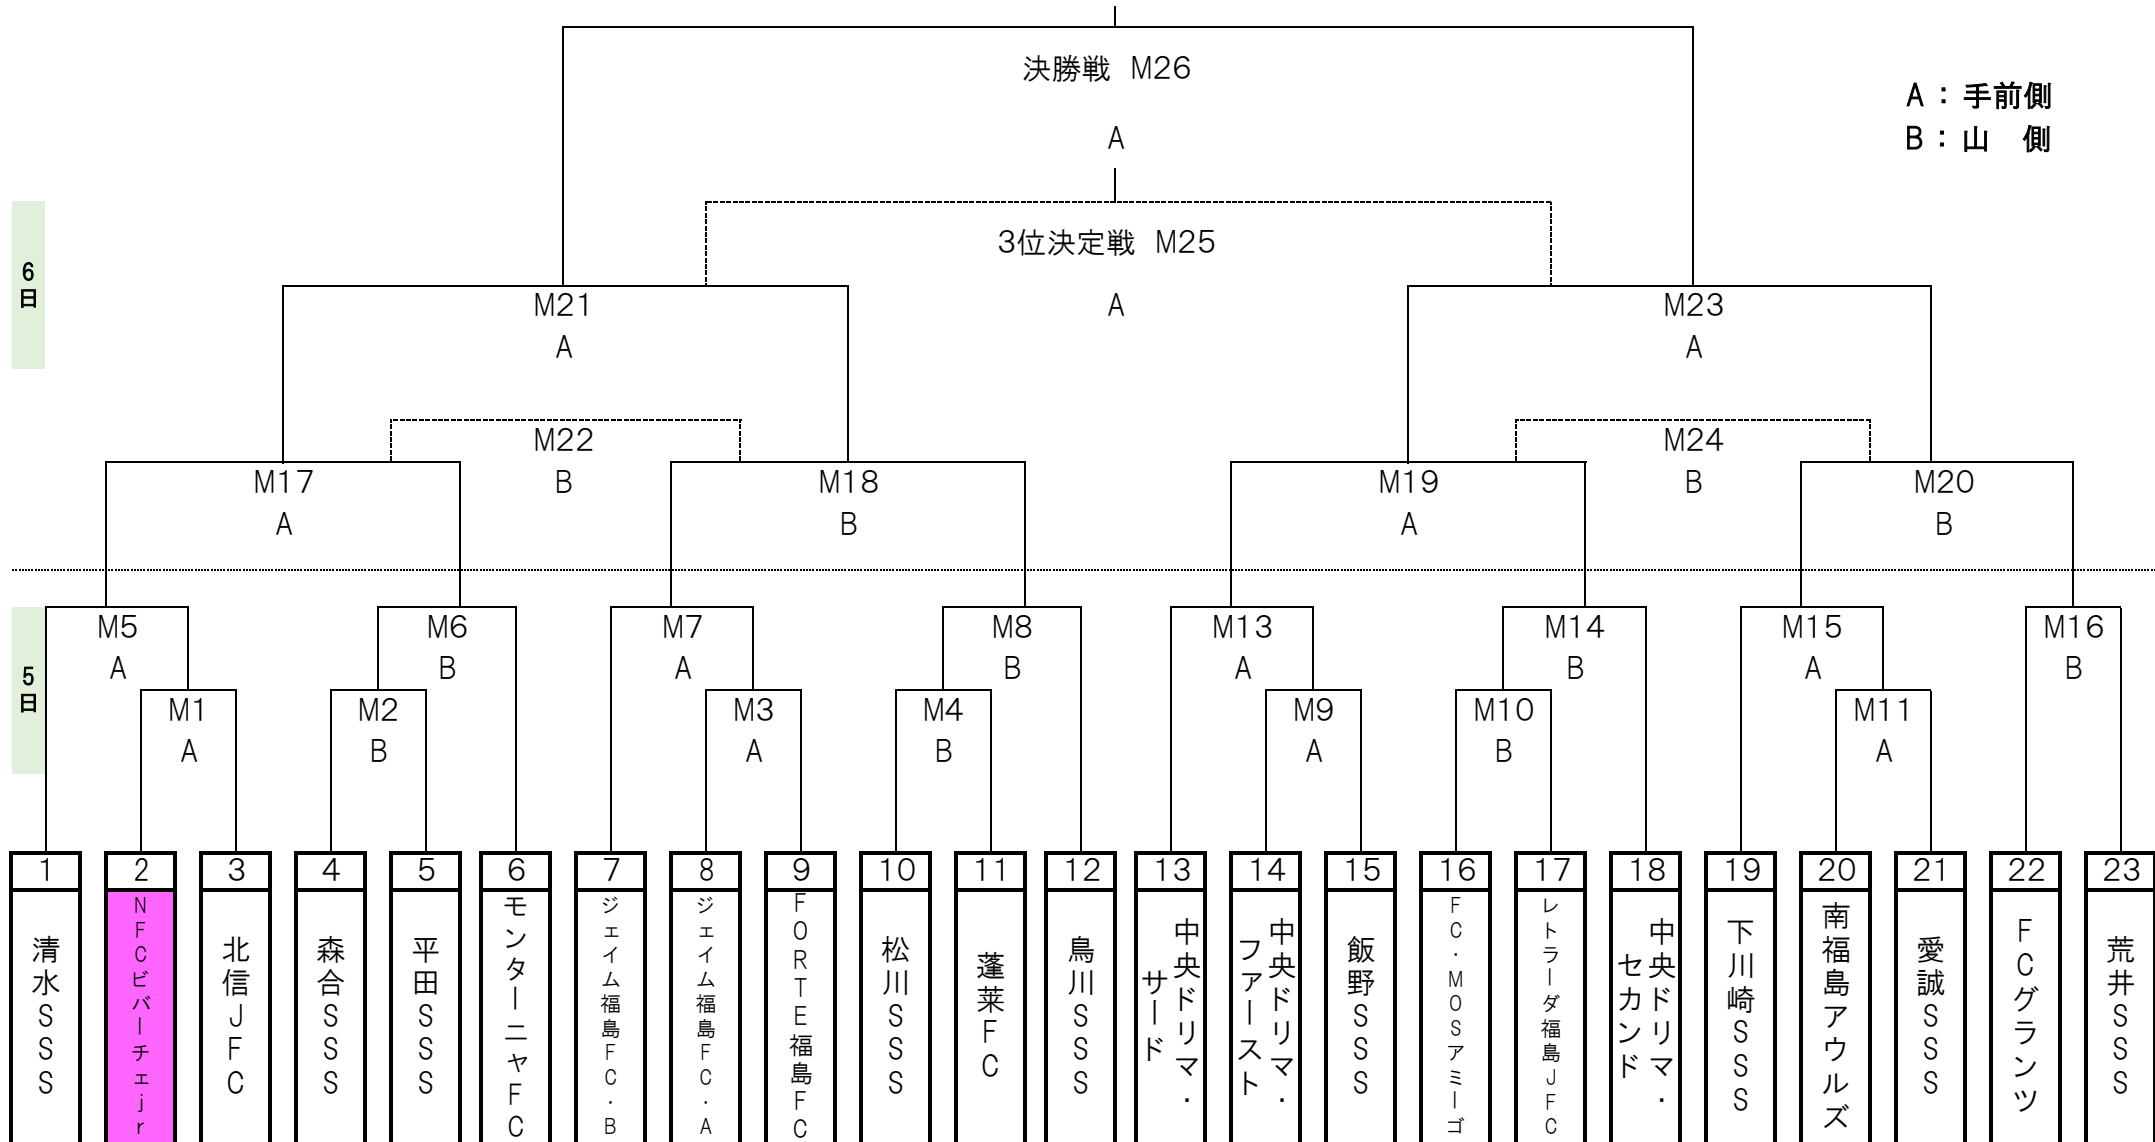 決勝戦 M26
A
A：手前側
B：山　側
6日
3位決定戦 M25
A
M21
A
M23
A
M22
B
M24
B
M17
A
M18
B
M19
A
M20
B
5日
M5
A
M6
B
M7
A
M8
B
M13
A
M14
B
M15
A
M16
B
M1
A
M2
B
M3
A
M4
B
M9
A
M10
B
M11
A
1
清水SSS
2
NFCビバーチェjr
3
北信JFC
4
森合SSS
5
平田SSS
6
モンターニャFC
7
ジェイム福島FC・B
8
ジェイム福島FC・A
9
FORTE福島FC
10
松川SSS
11
蓬莱FC
12
鳥川SSS
13
中央ドリマ・
サード
14
中央ドリマ・
ファースト
15
飯野SSS
16
FC・MOSアミーゴ
17
レトラーダ福島JFC
18
中央ドリマ・
セカンド
19
下川崎SSS
20
南福島アウルズ
21
愛誠SSS
22
FCグランツ
23
荒井SSS